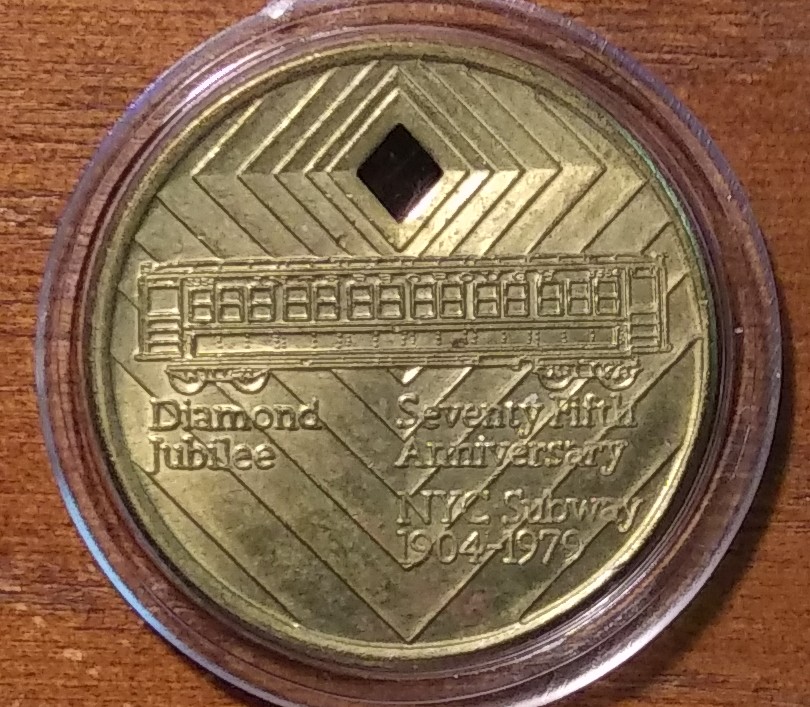 Diamond
Jubilee
Seventy Fifth
Anniversary
NYC Subway
1904-1979